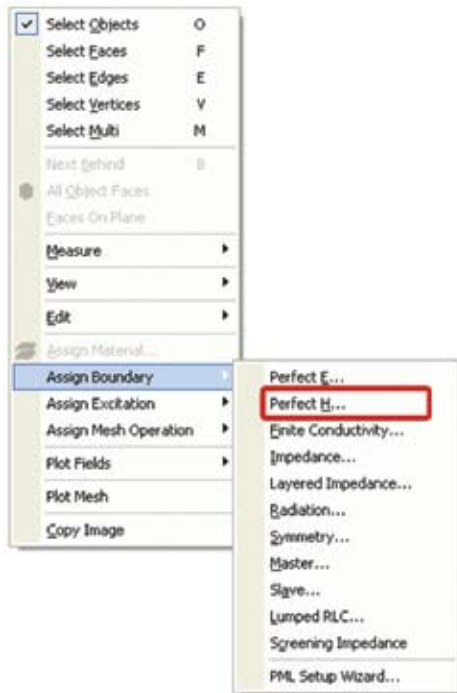 Select Objects O
Select Faces F
Select Edges E
Select Vertices V
Select Multi M
Next Behind B
All Object Faces
Faces On Plane
Measure
View
Edit
Assign Material...
Assign Boundary
Assign Excitation
Assign Mesh Operation
Plot Fields
Plot Mesh
Copy Image
Perfect E...
Perfect H...
Finite Conductivity...
Impedance...
Layered Impedance...
Radiation...
Symmetry...
Master...
Slave...
Lumped RLC...
Screening Impedance
PML Setup Wizard...